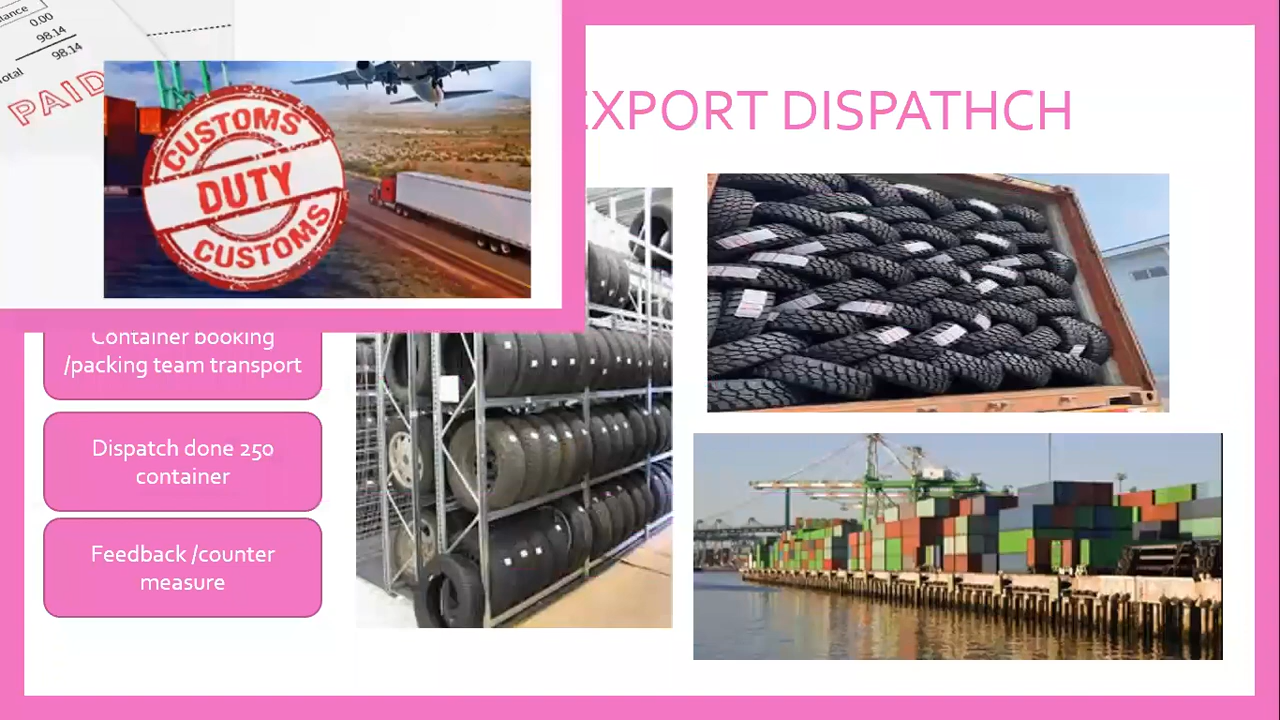 lance
0.00
98.14
otal
98.14
PAID
CUSTOMS
DUTY
CUSTOMS
EXPORT DISPATHCH
Container booking
/packing team transport
Dispatch done 250
container
Feedback /counter
measure